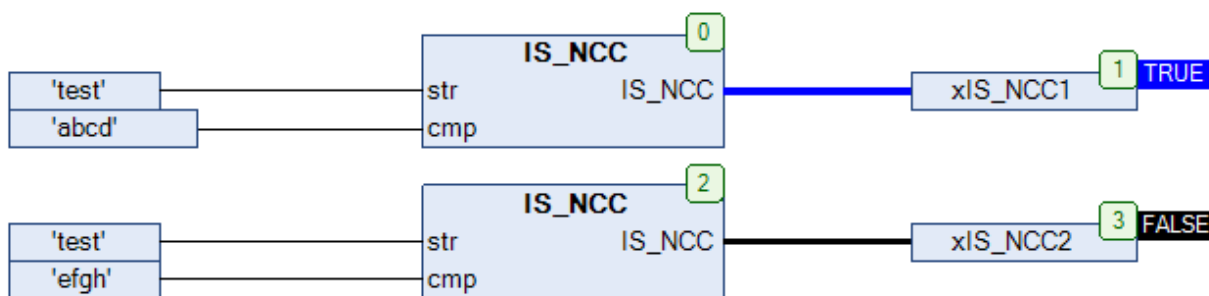 0
IS_NCC
'test' str IS_NCC xIS_NCC1 1 TRUE
'abcd' cmp
2
IS_NCC
'test' str IS_NCC xIS_NCC2 3 FALSE
'efgh' cmp